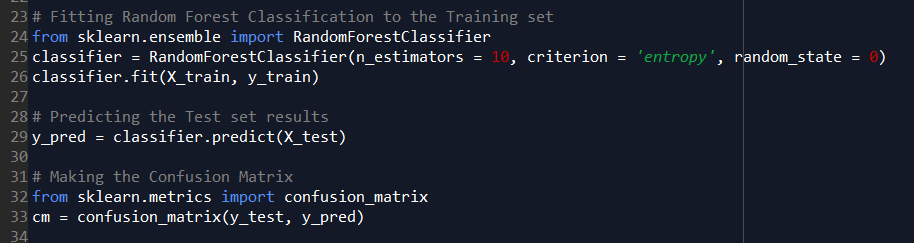 23 # Fitting Random Forest Classification to the Training set
24 from sklearn.ensemble import RandomForestClassifier
25 classifier = RandomForestClassifier(n_estimators = 10, criterion = 'entropy', random_state = 0)
26 classifier.fit(X_train, y_train)
27
28 # Predicting the Test set results
29 y_pred = classifier.predict(X_test)
30
31 # Making the Confusion Matrix
32 from sklearn.metrics import confusion_matrix
33 cm = confusion_matrix(y_test, y_pred)
34